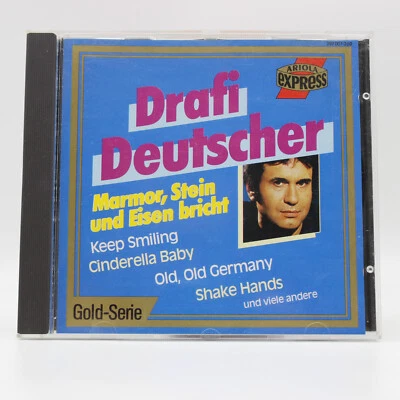 ARIOLA
EXPRESS
Drafi
Deutscher
Marmor, Stein
und Eisen bricht
Keep Smiling
Cinderella Baby
Old, Old Germany
Shake Hands
und viele andere
Gold-Serie